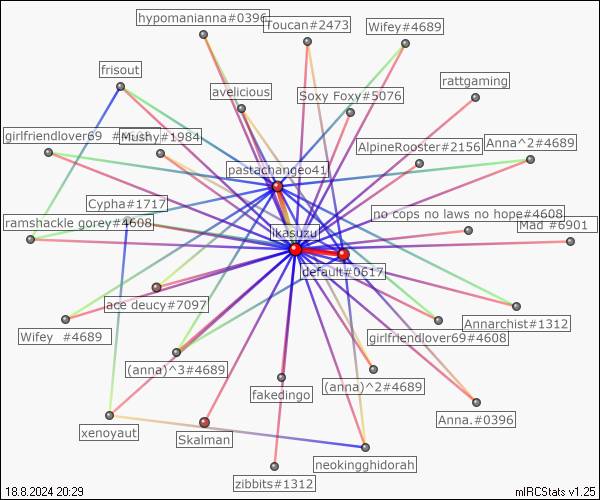 hypomanianna#0396
Toucan#2473
Wifey#4689
frisout
rattgaming
avelicious
Soxy Foxy#5076
girlfriendlover69
Mushy#1984
AlpineRooster#2156
Anna^2#4689
pastachangeo41
Cypha#1717
no cops no laws no hope#4608
ramshackle gorey#4608
Mad #6901
likasuzu
default#0617
ace deucy#7097
Annarchist#1312
Wifey #4689
girlfriendlover69#4608
(anna)^3#4689
(anna)^2#4689
fakedingo
Anna.#0396
xenoyaut
Skalman
neokingghidorah
zibbits#1312
18.8.2024 20:29
mIRCStats v1.25